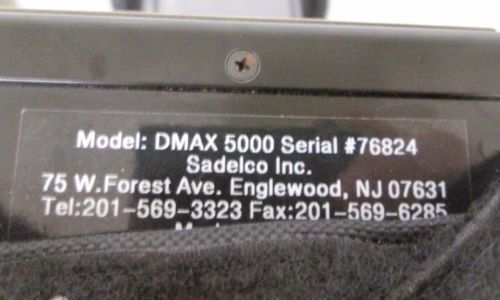 Model: DMAX 5000 Serial #76824
Sadelco Inc.
75 W.Forest Ave. Englewood, NJ 07631
Tel:201-569-3323 Fax:201-569-6285